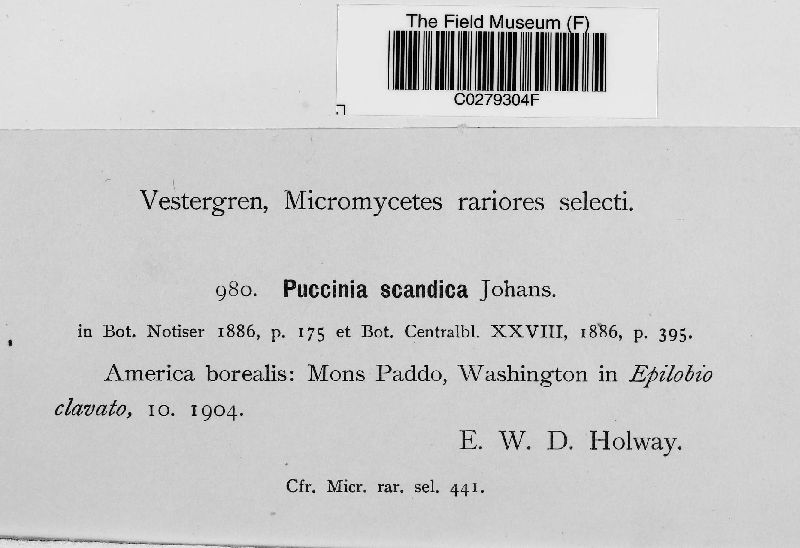 The Field Museum (F)
C0279304F
Vestergren, Micromycetes rariores selecti.
980. Puccinia scandica Johans.
in Bot. Notiser 1886, p. 175 et Bot. Centralbl. XXVIII, 1886, p. 395.
America borealis: Mons Paddo, Washington in Epilobio
clavato, 10. 1904.
E. W. D. Holway.
Cfr. Micr. rar. sel. 441.